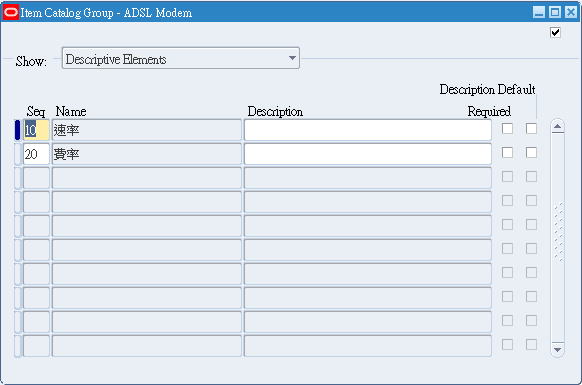 Item Catalog Group - ADSL Modem
Show: Descriptive Elements
Description Default
Seq Name Description Required
10 速率
20 費率